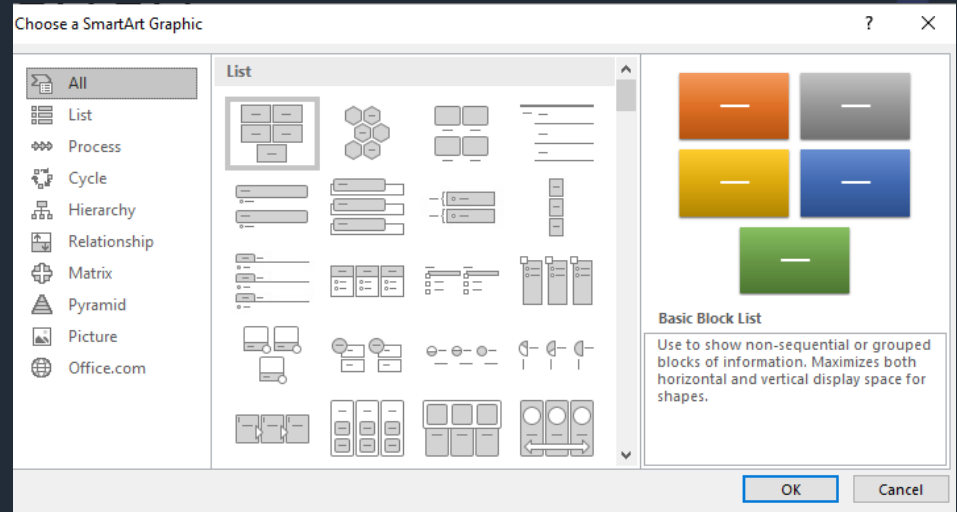 Choose a SmartArt Graphic
?
All
List
Process
Cycle
Hierarchy
Relationship
Matrix
Pyramid
Picture
Office.com
List
Basic Block List
Use to show non-sequential or grouped
blocks of information. Maximizes both
horizontal and vertical display space for
shapes.
OK
Cancel